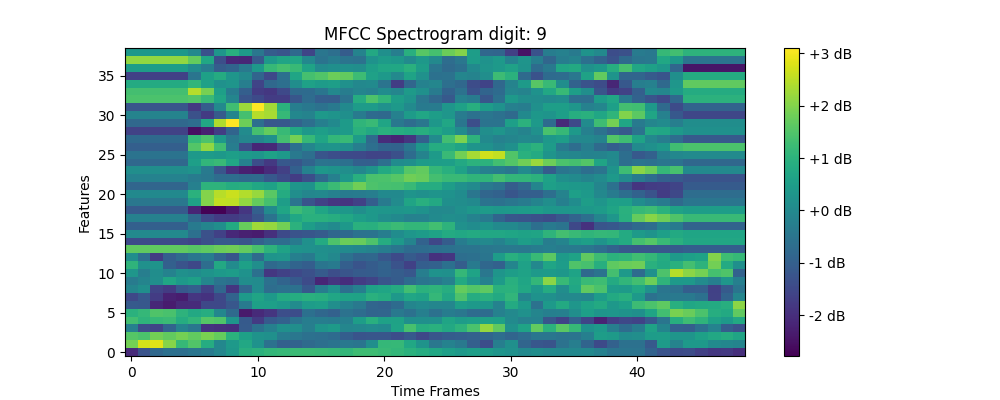 MFCC Spectrogram digit: 9
Features
35
30
25
20
15
10
5
0
0 10 20 30 40
Time Frames
+3 dB
+2 dB
+1 dB
+0 dB
-1 dB
-2 dB